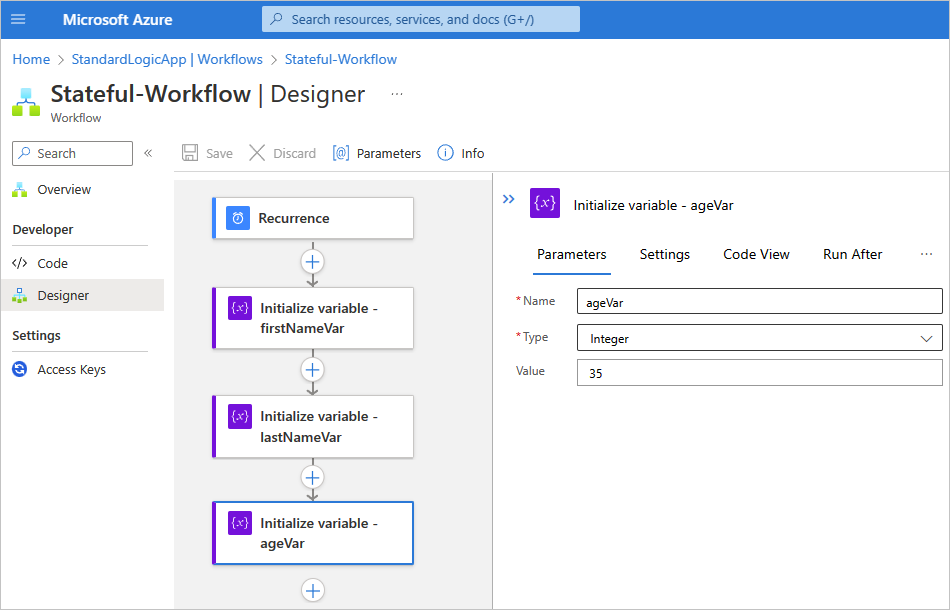 Microsoft Azure
Search resources, services, and docs (G+/)
Home > StandardLogicApp | Workflows > Stateful-Workflow
Stateful-Workflow | Designer ...
Workflow
Search
«
Save
Discard
[@] Parameters
Info
Overview
Developer
</> Code
Designer
Settings
Access Keys
Recurrence
{x} Initialize variable -
firstNameVar
{x} Initialize variable -
lastNameVar
{x} Initialize variable -
ageVar
{x} Initialize variable - ageVar
Parameters Settings Code View Run After ...
* Name ageVar
* Type Integer
Value 35